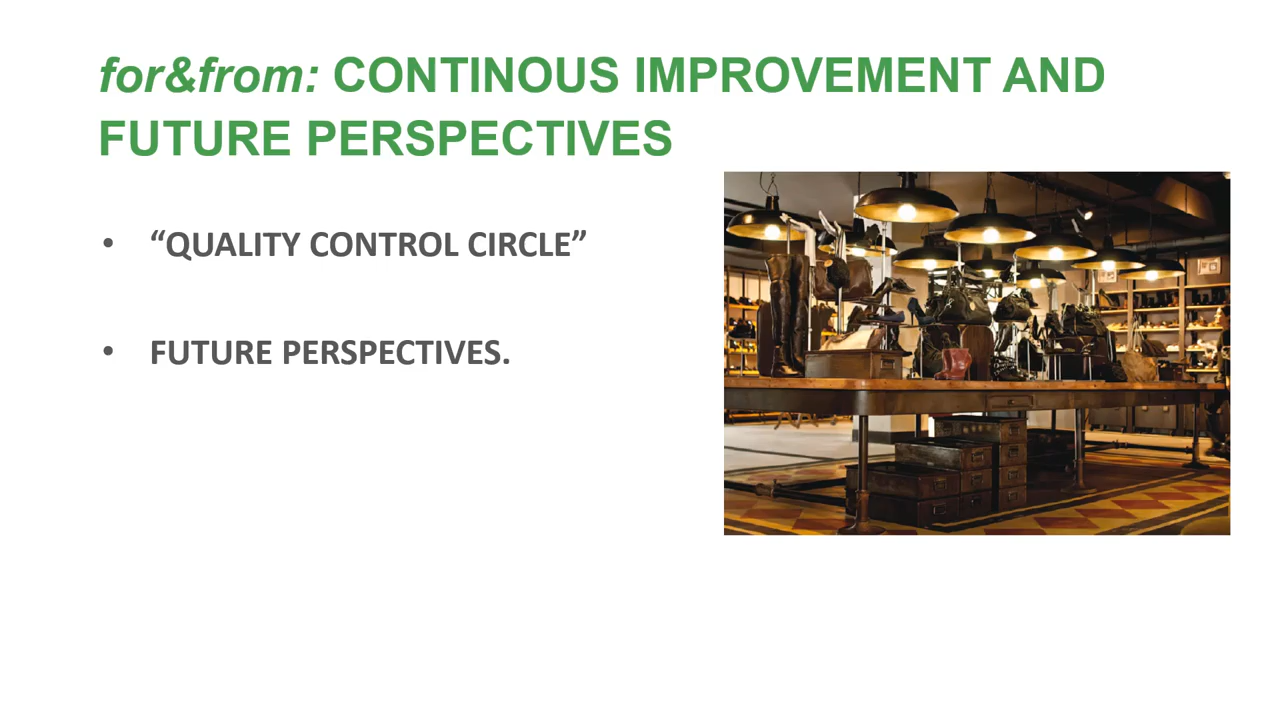 for&from: CONTINOUS IMPROVEMENT AND
FUTURE PERSPECTIVES
• “QUALITY CONTROL CIRCLE”
• FUTURE PERSPECTIVES.